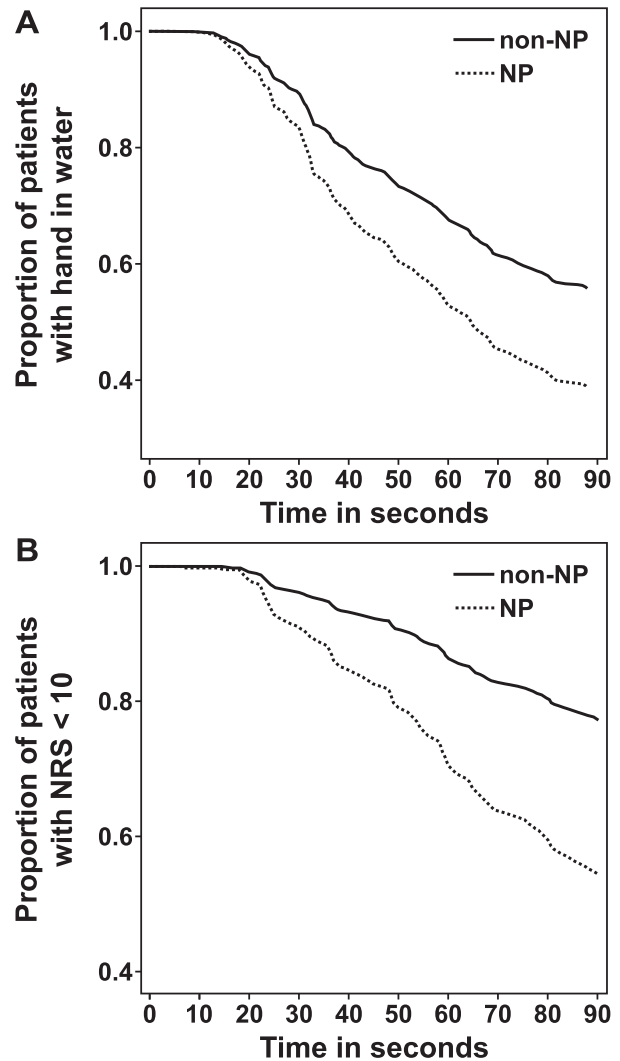 A
Proportion of patients
with hand in water
1.0
0.8
0.6
0.4
non-NP
NP
0 10 20 30 40 50 60 70 80 90
Time in seconds
B
Proportion of patients
with NRS < 10
1.0
0.8
0.6
0.4
non-NP
NP
0 10 20 30 40 50 60 70 80 90
Time in seconds